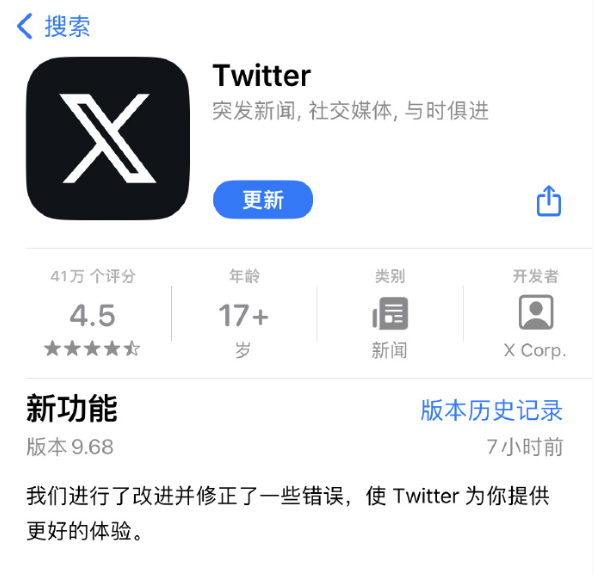 搜索
Twitter
突发新闻, 社交媒体, 与时俱进
更新
41万 个评分
年龄
类别
开发者
4.5
17+
岁
新闻
X Corp.
新功能
版本历史记录
版本 9.68
7 小时前
我们进行了改进并修正了一些错误，使 Twitter 为你提供
更好的体验。